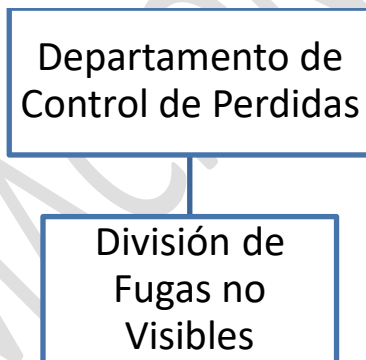 Departamento de
Control de Perdidas
División de
Fugas no
Visibles